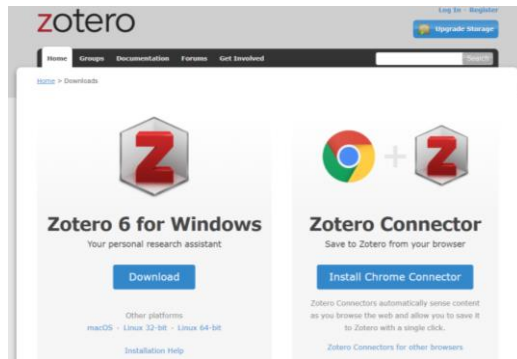 zotero
Log In - Register
Upgrade Storage
Home Groups Documentation Forums Get Involved
Search
Home > Downloads
Zotero 6 for Windows
Your personal research assistant
Download
Other platforms
macOS · Linux 32-bit · Linux 64-bit
Installation Help
Zotero Connector
Save to Zotero from your browser
Install Chrome Connector
Zotero Connectors automatically sense content
as you browse the web and allow you to save it
to Zotero with a single click.
Zotero Connectors for other browsers